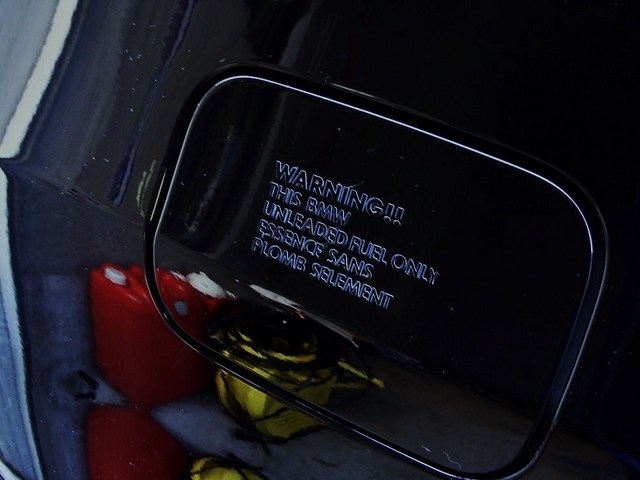 WARNING!!
THIS BMW
UNLEADED FUEL ONLY
ESSENCE SANS
PLOMB SELEMENT